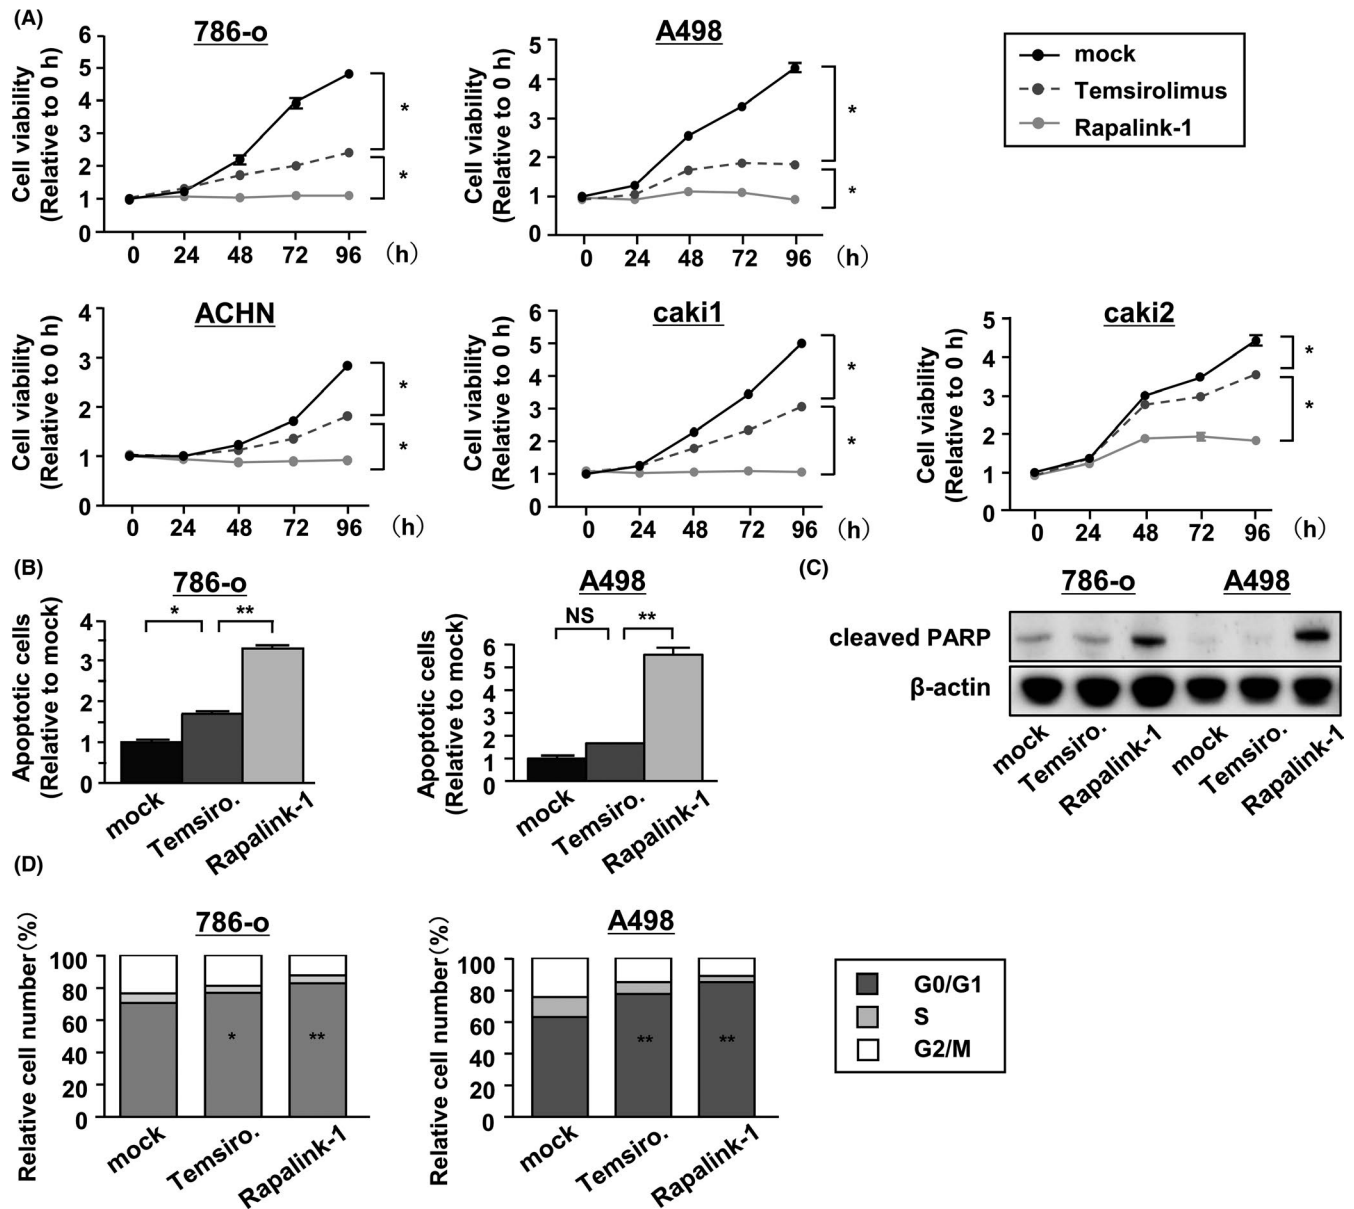 (A)
786-o
Cell viability
(Relative to 0 h)
6
5
4
3
2
1
0
0 24 48 72 96 (h)
*
*
A498
Cell viability
(Relative to 0 h)
5
4
3
2
1
0
0 24 48 72 96 (h)
*
*
mock
Temsirolimus
Rapalink-1
ACHN
Cell viability
(Relative to 0 h)
4
3
2
1
0
0 24 48 72 96 (h)
*
*
caki1
Cell viability
(Relative to 0 h)
6
5
4
3
2
1
0
0 24 48 72 96 (h)
*
*
caki2
Cell viability
(Relative to 0 h)
5
4
3
2
1
0
0 24 48 72 96 (h)
*
*
(B)
786-o
Apoptotic cells
(Relative to mock)
4
3
2
1
0
* **
mock Temsiro. Rapalink-1
A498
Apoptotic cells
(Relative to mock)
6
5
4
3
2
1
0
NS **
mock Temsiro. Rapalink-1
(C)
786-o A498
cleaved PARP
β-actin
mock Temsiro. Rapalink-1 mock Temsiro. Rapalink-1
(D)
786-o
Relative cell number(%)
100
80
60
40
20
0
* **
mock Temsiro. Rapalink-1
A498
Relative cell number(%)
100
80
60
40
20
0
** **
mock Temsiro. Rapalink-1
G0/G1
S
G2/M